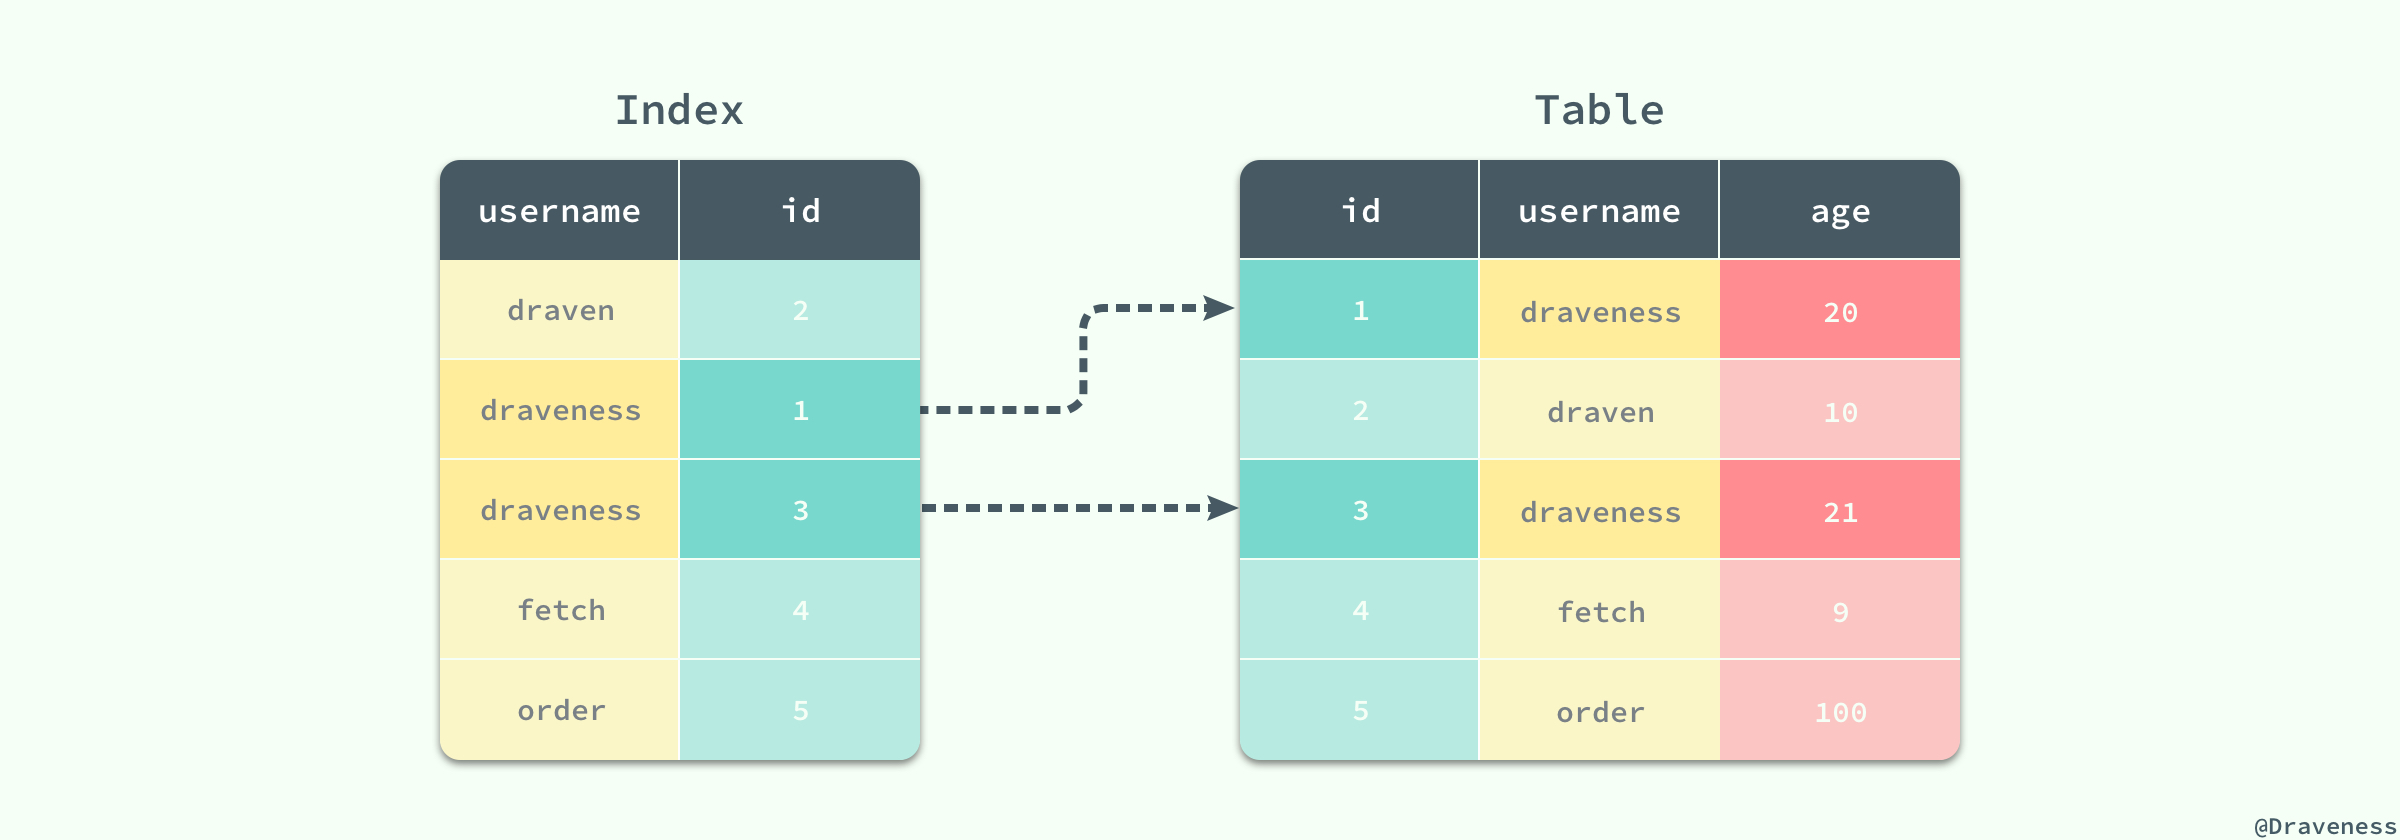 Index
username id
draven 2
draveness 1
draveness 3
fetch 4
order 5
Table
id username age
1 draveness 20
2 draven 10
3 draveness 21
4 fetch 9
5 order 100
@Draveness